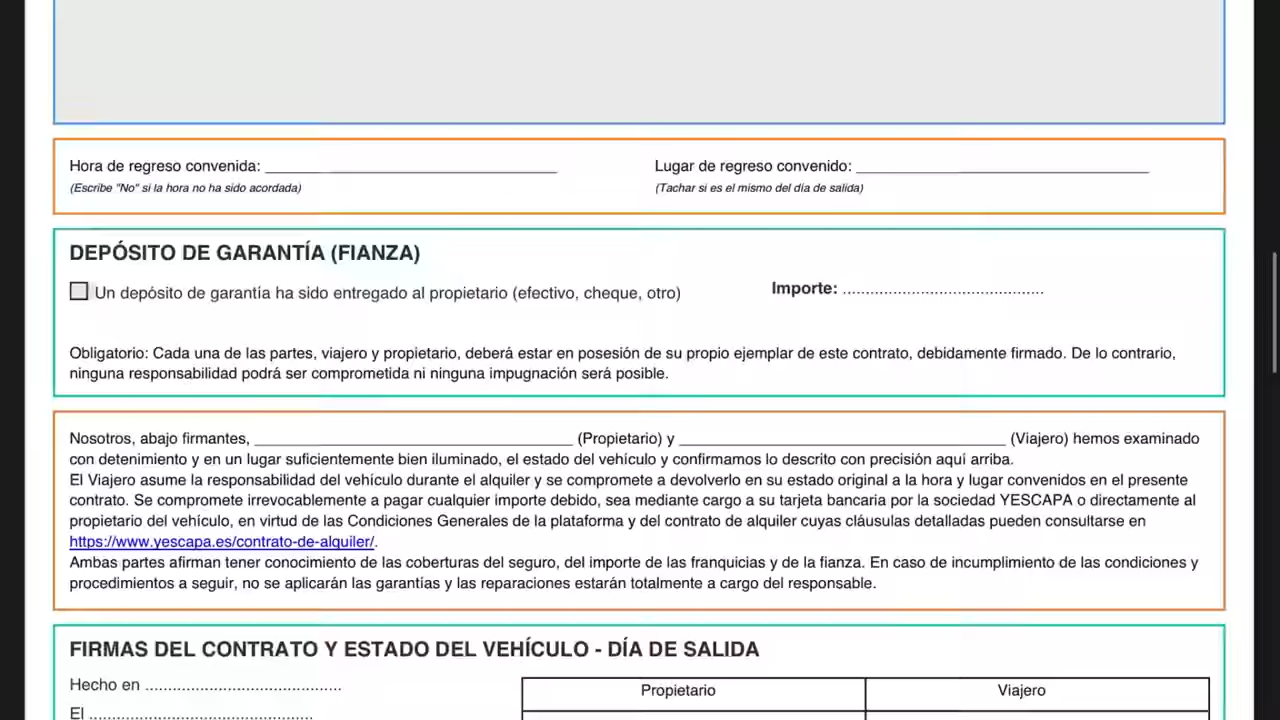 Hora de regreso convenida: ___________________________________ Lugar de regreso convenido: ___________________________________
(Escribe "No" si la hora no ha sido acordada) (Tachar si es el mismo del día de salida)
DEPÓSITO DE GARANTÍA (FIANZA)
Un depósito de garantía ha sido entregado al propietario (efectivo, cheque, otro) Importe: ...........................................
Obligatorio: Cada una de las partes, viajero y propietario, deberá estar en posesión de su propio ejemplar de este contrato, debidamente firmado. De lo contrario,
ninguna responsabilidad podrá ser comprometida ni ninguna impugnación será posible.
Nosotros, abajo firmantes, ______________________________________ (Propietario) y _______________________________________ (Viajero) hemos examinado
con detenimiento y en un lugar suficientemente bien iluminado, el estado del vehículo y confirmamos lo descrito con precisión aquí arriba.
El Viajero asume la responsabilidad del vehículo durante el alquiler y se compromete a devolverlo en su estado original a la hora y lugar convenidos en el presente
contrato. Se compromete irrevocablemente a pagar cualquier importe debido, sea mediante cargo a su tarjeta bancaria por la sociedad YESCAPA o directamente al
propietario del vehículo, en virtud de las Condiciones Generales de la plataforma y del contrato de alquiler cuyas cláusulas detalladas pueden consultarse en
https://www.yescapa.es/contrato-de-alquiler/.
Ambas partes afirman tener conocimiento de las coberturas del seguro, del importe de las franquicias y de la fianza. En caso de incumplimiento de las condiciones y
procedimientos a seguir, no se aplicarán las garantías y las reparaciones estarán totalmente a cargo del responsable.
FIRMAS DEL CONTRATO Y ESTADO DEL VEHÍCULO - DÍA DE SALIDA
Hecho en ........................................... Propietario Viajero
El .................................................